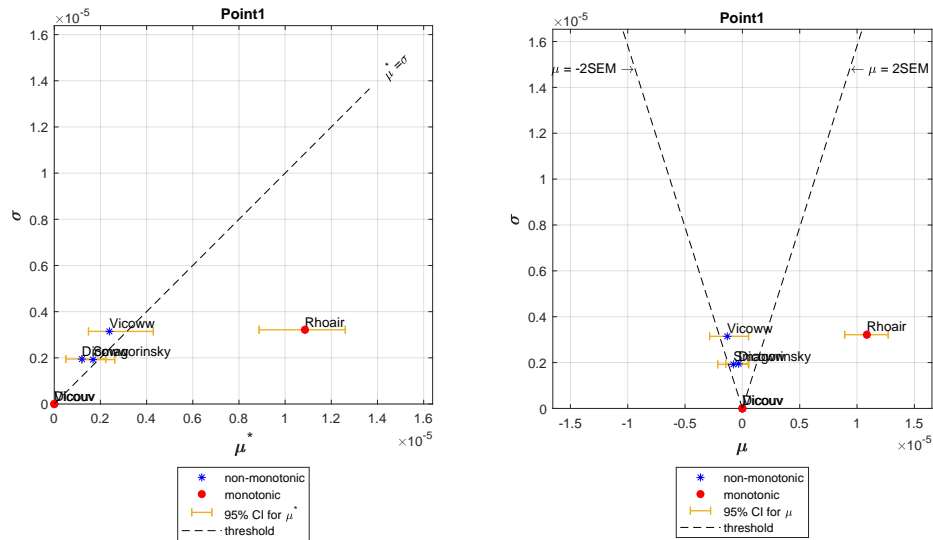 Point1
×10^-5
1.6
1.4
1.2
1
0.8
0.6
0.4
0.2
0
σ
μ* = σ
Vicoww
Rhoair
Smagorinsky
Dicouv
0 0.2 0.4 0.6 0.8 1 1.2 1.4 1.6
×10^-5
μ*
non-monotonic
monotonic
95% CI for μ*
threshold
Point1
×10^-5
1.6
1.4
1.2
1
0.8
0.6
0.4
0.2
0
σ
μ = -2SEM →
← μ = 2SEM
Vicoww
Rhoair
Smagorinsky
Dicouv
-1.5 -1 -0.5 0 0.5 1 1.5
×10^-5
μ
non-monotonic
monotonic
95% CI for μ
threshold